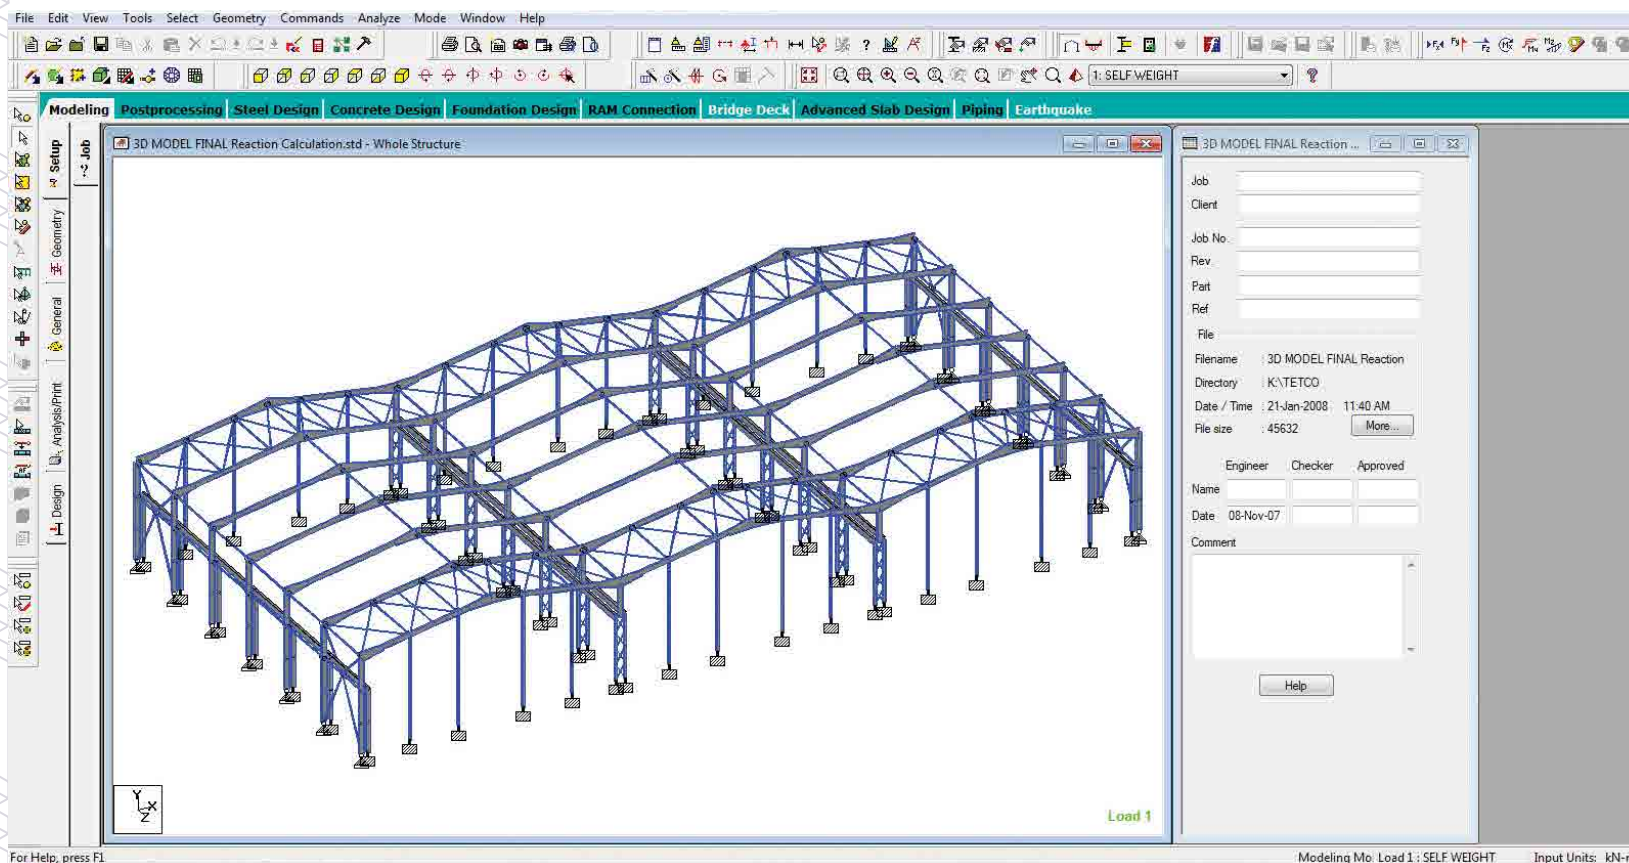 File Edit View Tools Select Geometry Commands Analyze Mode Window Help
1: SELF WEIGHT
Modeling Postprocessing Steel Design Concrete Design Foundation Design RAM Connection Bridge Deck Advanced Slab Design Piping Earthquake
Setup
Geometry
General
Analysis/Print
Design
Job
3D MODEL FINAL Reaction Calculation.std - Whole Structure
Y
X
Z
Load 1
3D MODEL FINAL Reaction ...
Job
Client
Job No
Rev
Part
Ref
File
Filename : 3D MODEL FINAL Reaction
Directory : K:\TETCO
Date / Time : 21-Jan-2008 11:40 AM
File size : 45632 More...
Engineer Checker Approved
Name
Date 08-Nov-07
Comment
Help
For Help, press F1
Modeling Mo Load 1 : SELF WEIGHT Input Units: kN-